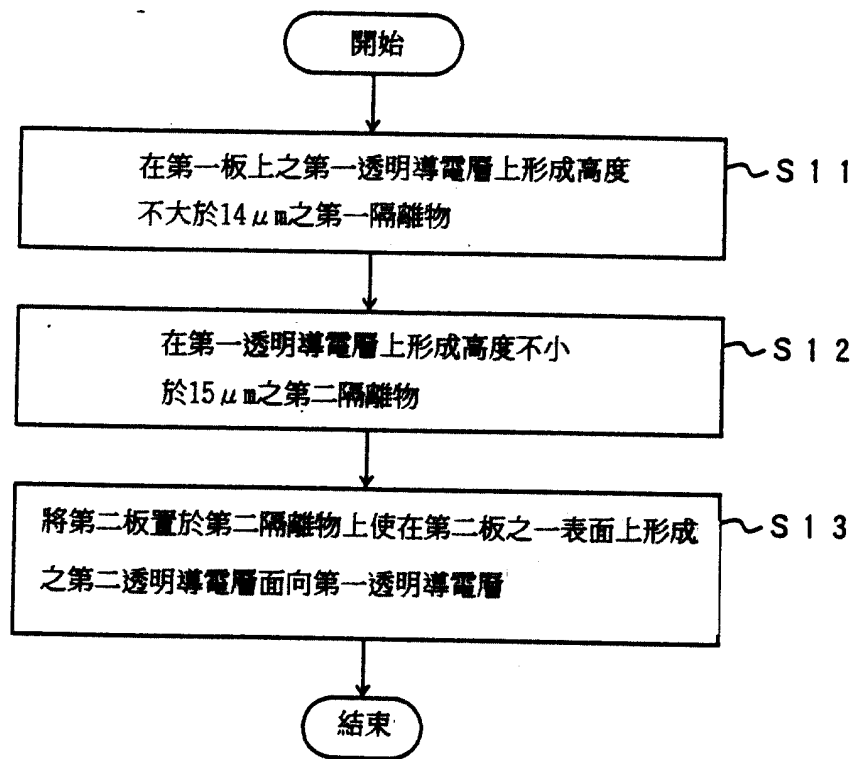 開始
在第一板上之第一透明導電層上形成高度
不大於14μm之第一隔離物
S11
在第一透明導電層上形成高度不小
於15μm之第二隔離物
S12
將第二板置於第二隔離物上使在第二板之一表面上形成
之第二透明導電層面向第一透明導電層
S13
結束